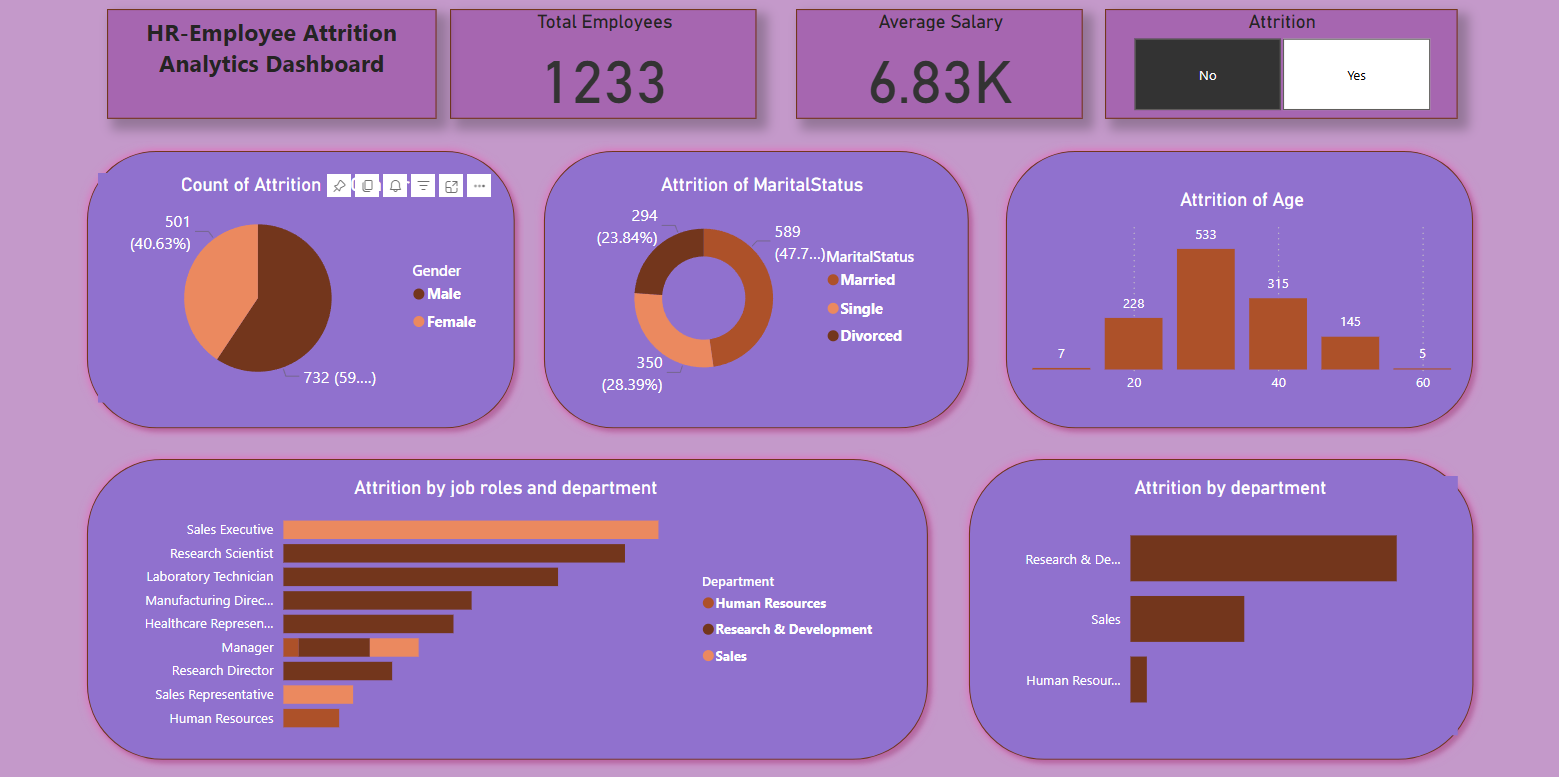 HR-Employee Attrition
Analytics Dashboard
Total Employees
1233
Average Salary
6.83K
Attrition
No
Yes
Count of Attrition
501
(40.63%)
732 (59....)
Gender
Male
Female
Attrition of MaritalStatus
294
(23.84%)
589
(47.7...)
350
(28.39%)
MaritalStatus
Married
Single
Divorced
Attrition of Age
7
228
533
315
145
5
20
40
60
Attrition by job roles and department
Sales Executive
Research Scientist
Laboratory Technician
Manufacturing Direc...
Healthcare Represen...
Manager
Research Director
Sales Representative
Human Resources
Department
Human Resources
Research & Development
Sales
Attrition by department
Research & De...
Sales
Human Resour...